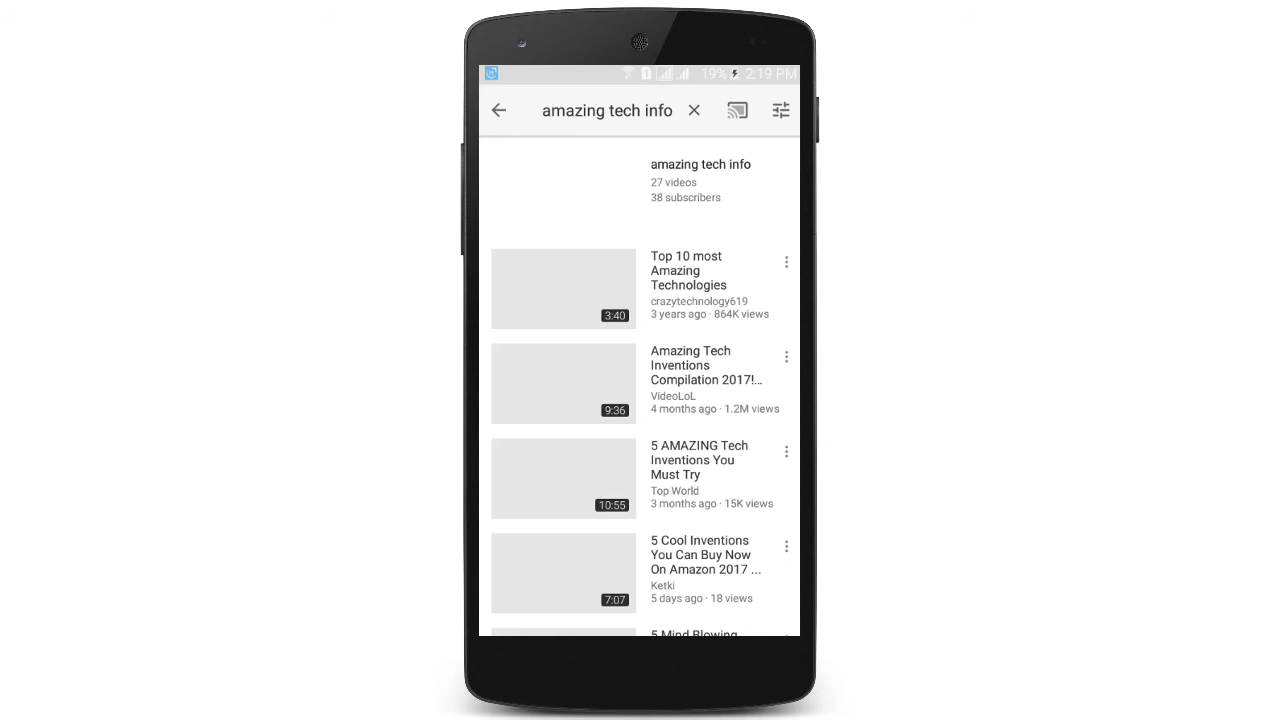 19% 2:19 PM
amazing tech info
amazing tech info
27 videos
38 subscribers
Top 10 most
Amazing
Technologies
crazytechnology619
3 years ago · 864K views
3:40
Amazing Tech
Inventions
Compilation 2017!...
VideoLoL
4 months ago · 1.2M views
9:36
5 AMAZING Tech
Inventions You
Must Try
Top World
3 months ago · 15K views
10:55
5 Cool Inventions
You Can Buy Now
On Amazon 2017 ...
Ketki
5 days ago · 18 views
7:07
5 Mind Blowing